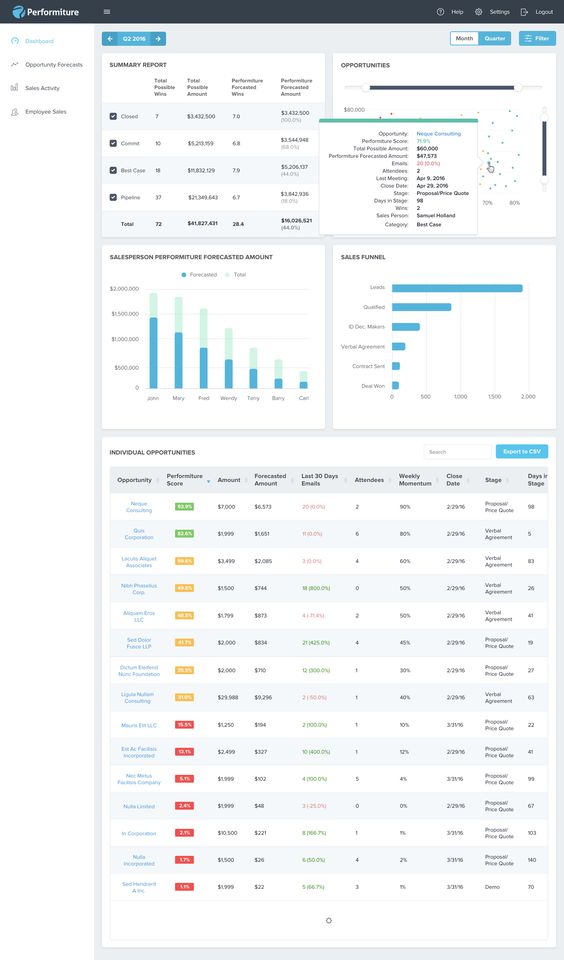 Performiture
Help
Settings
Logout
Dashboard
Opportunity Forecasts
Sales Activity
Employee Sales
Q2 2016
Month
Quarter
Filter
SUMMARY REPORT
Total Possible Wins
Total Possible Amount
Performiture Forcasted Wins
Performiture Forecasted Amount
Closed 7 $3,432,500 7.0 $3,432,500 (100.0%)
Commit 10 $5,213,159 6.8 $3,544,948 (68.0%)
Best Case 18 $11,832,129 7.9 $5,206,137 (44.0%)
Pipeline 37 $21,349,643 6.7 $3,842,936 (18.0%)
Total 72 $41,827,431 28.4 $16,026,521 (44.0%)
OPPORTUNITIES
$80,000
70%
80%
Opportunity: Neque Consulting
Performiture Score: 71.9%
Total Possible Amount: $60,000
Performiture Forecasted Amount: $47,573
Emails: 20 (0.0%)
Attendees: 2
Last Meeting: Apr 9, 2016
Close Date: Apr 29, 2016
Stage: Proposal/Price Quote
Days in Stage: 98
Wins: 2
Sales Person: Samuel Holland
Category: Best Case
SALESPERSON PERFORMITURE FORECASTED AMOUNT
Forecasted
Total
$2,000,000
$1,500,000
$1,000,000
$500,000
0
John Mary Fred Wendy Terry Barry Carl
SALES FUNNEL
Leads
Qualified
ID Dec. Makers
Verbal Agreement
Contract Sent
Deal Won
0 500 1,000 1,500 2,000
INDIVIDUAL OPPORTUNITIES
Search
Export to CSV
Opportunity
Performiture Score
Amount
Forecasted Amount
Last 30 Days Emails
Attendees
Weekly Momentum
Close Date
Stage
Days in Stage
Neque Consulting 93.9% $7,000 $6,573 20 (0.0%) 2 90% 2/29/16 Proposal/ Price Quote 98
Quis Corporation 82.6% $1,999 $1,651 11 (0.0%) 6 80% 2/29/16 Verbal Agreement 5
Iaculis Aliquet Associates $3,499 $2,085 3 (0.0%) 4 60% 2/29/16 Verbal Agreement 83
Nibh Phasellus Corp. $1,500 $744 18 (800.0%) 0 50% 2/29/16 Verbal Agreement 26
Aliquam Eros LLC $1,799 $873 4 (-71.4%) 2 50% 2/29/16 Verbal Agreement 41
Sed Dolor Fusce LLP 41.7% $2,000 $834 21 (425.0%) 4 45% 2/29/16 Proposal/ Price Quote 19
Dictum Eleifend Nunc Foundation $2,000 $710 12 (300.0%) 1 30% 2/29/16 Proposal/ Price Quote 27
Ligula Nullam Consulting 31.0% $29,988 $9,296 2 (-50.0%) 1 40% 2/29/16 Verbal Agreement 63
Mauris Elit LLC 15.5% $1,250 $194 2 (100.0%) 1 10% 3/31/16 Proposal/ Price Quote 22
Est Ac Facilisis Incorporated 13.1% $2,499 $327 10 (400.0%) 1 12% 2/29/16 Proposal/ Price Quote 41
Nec Metus Facilisis Company 5.1% $1,999 $102 4 (100.0%) 5 4% 3/31/16 Proposal/ Price Quote 99
Nulla Limited 2.4% $1,999 $48 3 (-25.0%) 0 0% 2/29/16 Proposal/ Price Quote 67
In Corporation 2.1% $10,500 $221 8 (166.7%) 1 1% 3/31/16 Proposal/ Price Quote 103
Nulla Incorporated 1.7% $1,500 $26 6 (50.0%) 4 2% 3/31/16 Proposal/ Price Quote 140
Sed Hendrerit A Inc. 1.1% $1,999 $22 5 (66.7%) 3 1% 3/31/16 Demo 70